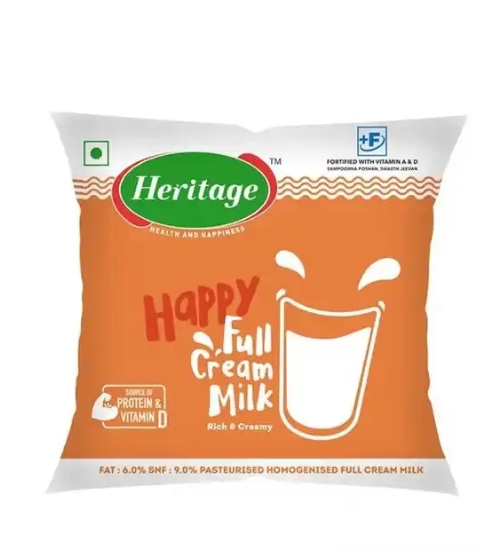 Heritage
TM
HEALTH AND HAPPINESS
+F
FORTIFIED WITH VITAMIN A & D
SAMPOORNA POSHAN, SWASTH JEEVAN
Happy
Full
Cream
Milk
Rich & Creamy
SOURCE OF
PROTEIN &
VITAMIN D
FAT : 6.0% SNF : 9.0% PASTEURISED HOMOGENISED FULL CREAM MILK